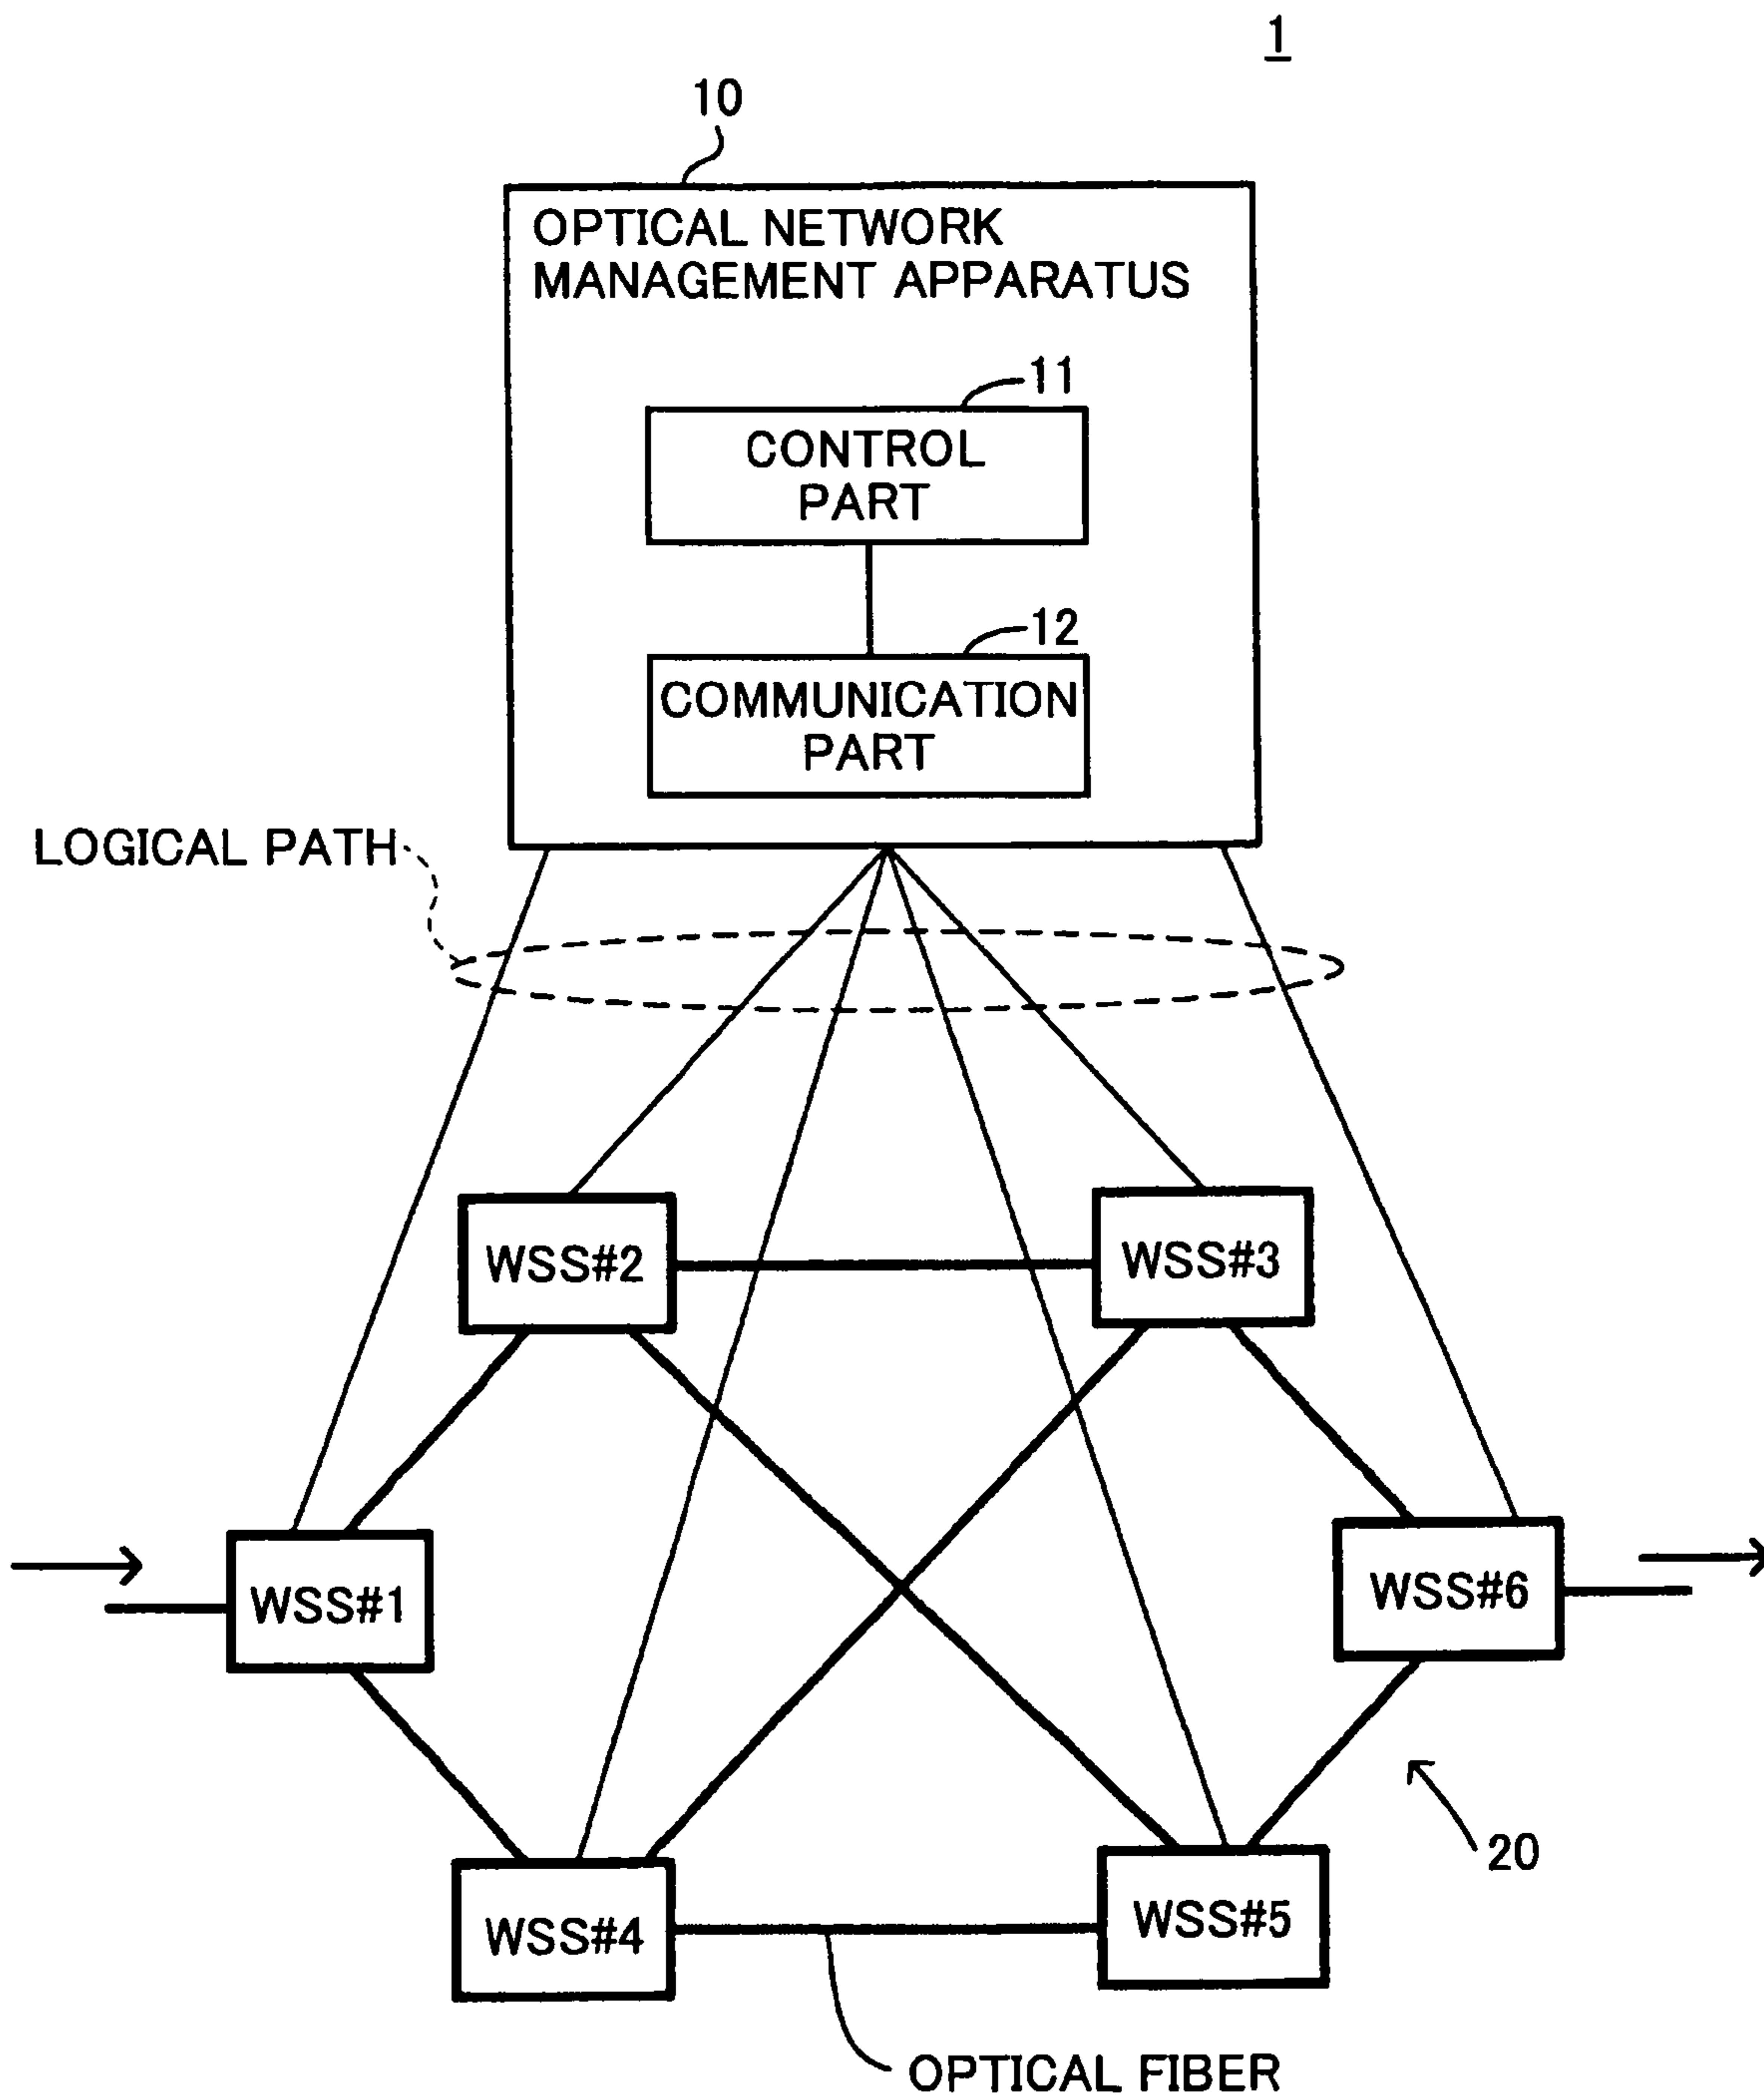 1
10
OPTICAL NETWORK
MANAGEMENT APPARATUS
11
CONTROL
PART
12
COMMUNICATION
PART
LOGICAL PATH
WSS#2
WSS#3
WSS#1
WSS#6
20
WSS#4
WSS#5
OPTICAL FIBER